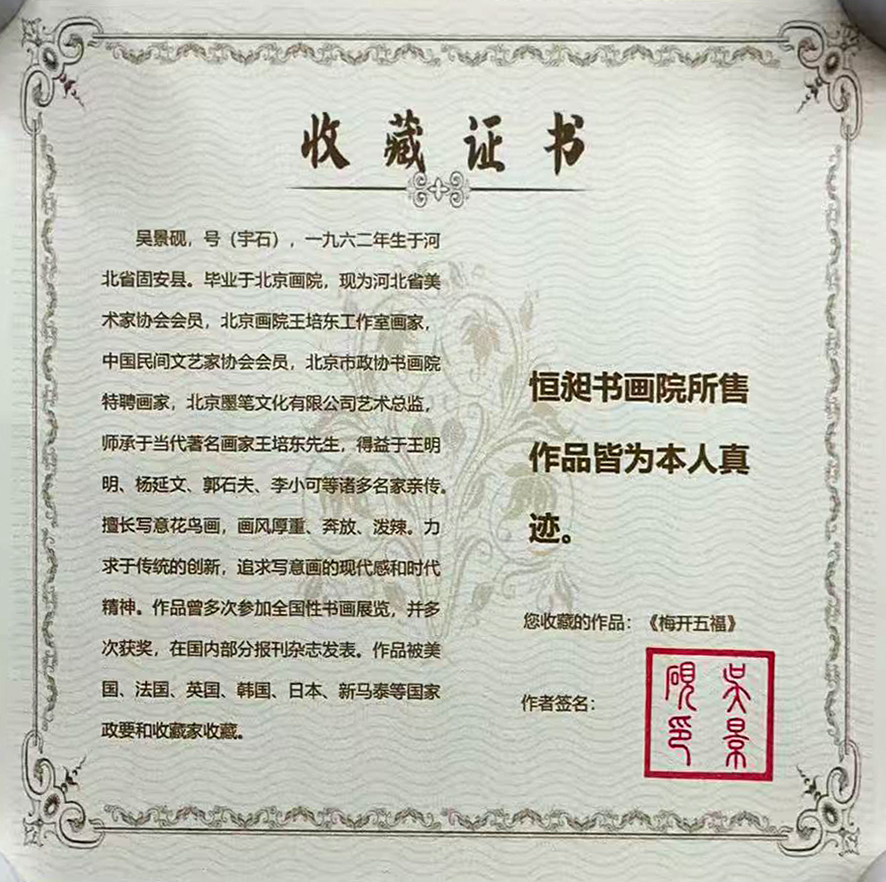 收藏证书
吴景砚，号（宇石），一九六二年生于河
北省固安县。毕业于北京画院，现为河北省美
术家协会会员，北京画院王培东工作室画家，
中国民间文艺家协会会员，北京市政协书画院
特聘画家，北京墨笔文化有限公司艺术总监，
师承于当代著名画家王培东先生，得益于王明
明、杨延文、郭石夫、李小可等诸多名家亲传。
擅长写意花鸟画，画风厚重、奔放、泼辣。力
求于传统的创新，追求写意画的现代感和时代
精神。作品曾多次参加全国性书画展览，并多
次获奖，在国内部分报刊杂志发表。作品被美
国、法国、英国、韩国、日本、新马泰等国家
政要和收藏家收藏。
恒昶书画院所售
作品皆为本人真
迹。
您收藏的作品：《梅开五福》
作者签名：
吴景
砚印